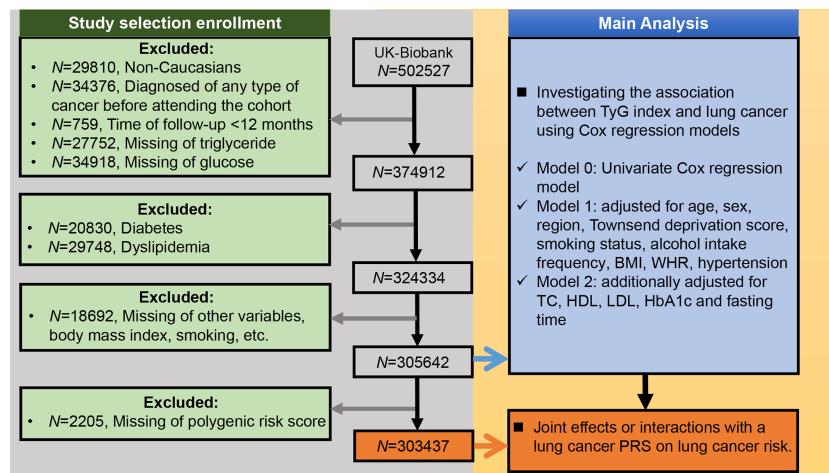 Study selection enrollment
Excluded:
• N=29810, Non-Caucasians
• N=34376, Diagnosed of any type of
cancer before attending the cohort
• N=759, Time of follow-up <12 months
• N=27752, Missing of triglyceride
• N=34918, Missing of glucose
Excluded:
• N=20830, Diabetes
• N=29748, Dyslipidemia
Excluded:
• N=18692, Missing of other variables,
body mass index, smoking, etc.
Excluded:
• N=2205, Missing of polygenic risk score
UK-Biobank
N=502527
N=374912
N=324334
N=305642
N=303437
Main Analysis
■ Investigating the association
between TyG index and lung cancer
using Cox regression models
✓ Model 0: Univariate Cox regression
model
✓ Model 1: adjusted for age, sex,
region, Townsend deprivation score,
smoking status, alcohol intake
frequency, BMI, WHR, hypertension
✓ Model 2: additionally adjusted for
TC, HDL, LDL, HbA1c and fasting
time
■ Joint effects or interactions with a
lung cancer PRS on lung cancer risk.